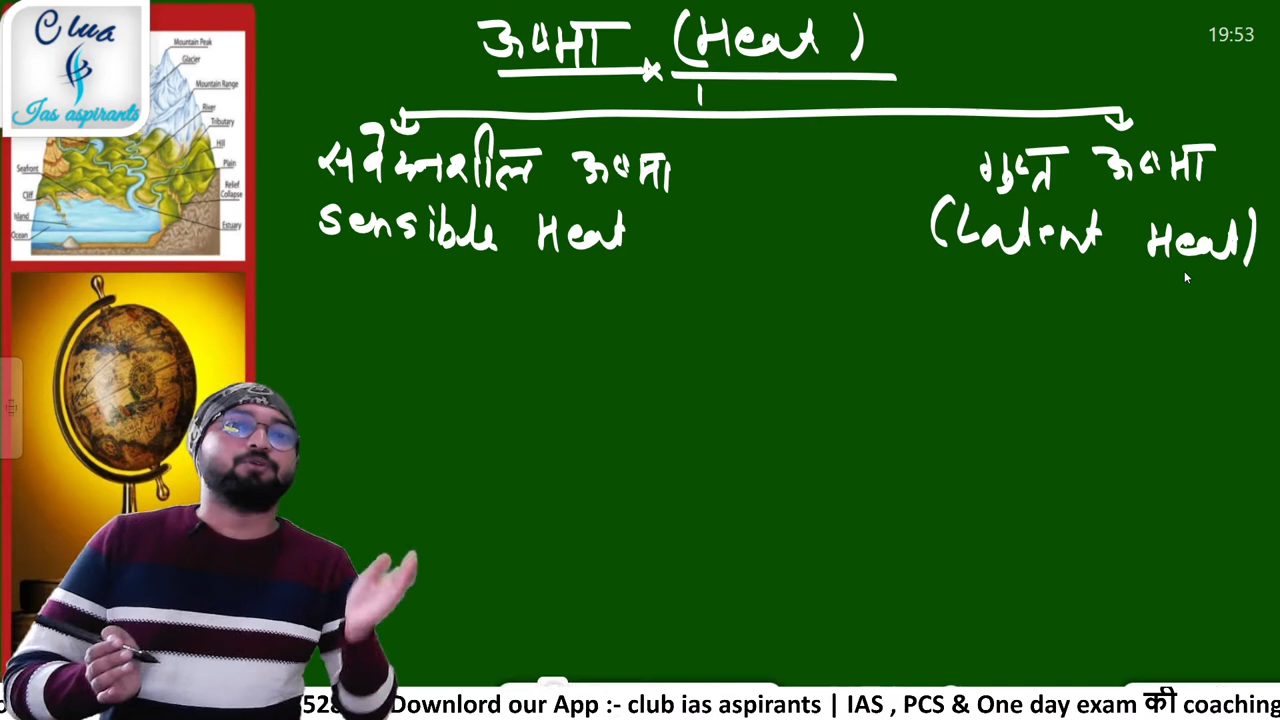 Clua
Ias aspirants
Mountain Peak
Glacier
Mountain Range
River
Tributary
Hill
Seafront
Plain
Cliff
Relief
Collapse
Island
Estuary
Ocean
ऊष्मा (Heat)
19:53
संवेदनशील ऊष्मा
Sensible Heat
गुप्त ऊष्मा
(Latent Heat)
528 Downlord our App :- club ias aspirants | IAS , PCS & One day exam की coaching